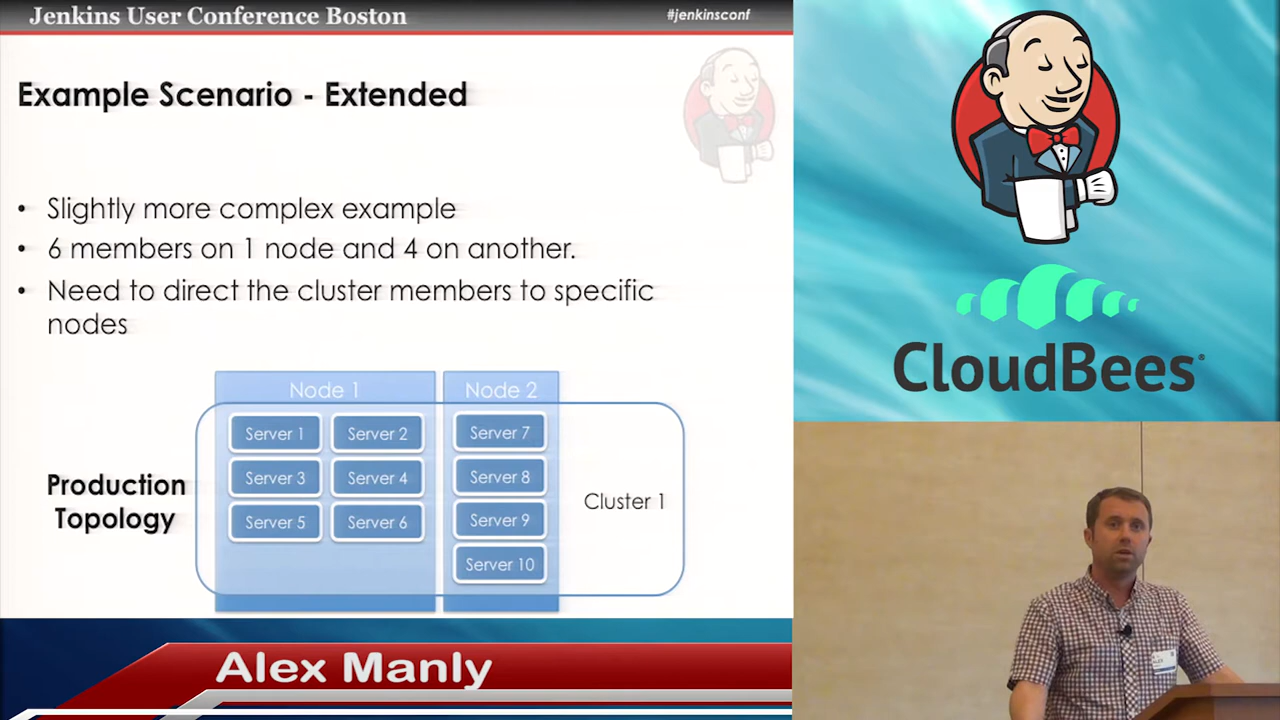 Jenkins User Conference Boston
#jenkinsconf
Example Scenario - Extended
• Slightly more complex example
• 6 members on 1 node and 4 on another.
• Need to direct the cluster members to specific
nodes
Node 1
Node 2
Server 1
Server 2
Server 7
Server 3
Server 4
Server 8
Server 5
Server 6
Server 9
Server 10
Cluster 1
Production
Topology
CloudBees
Alex Manly
ALEX